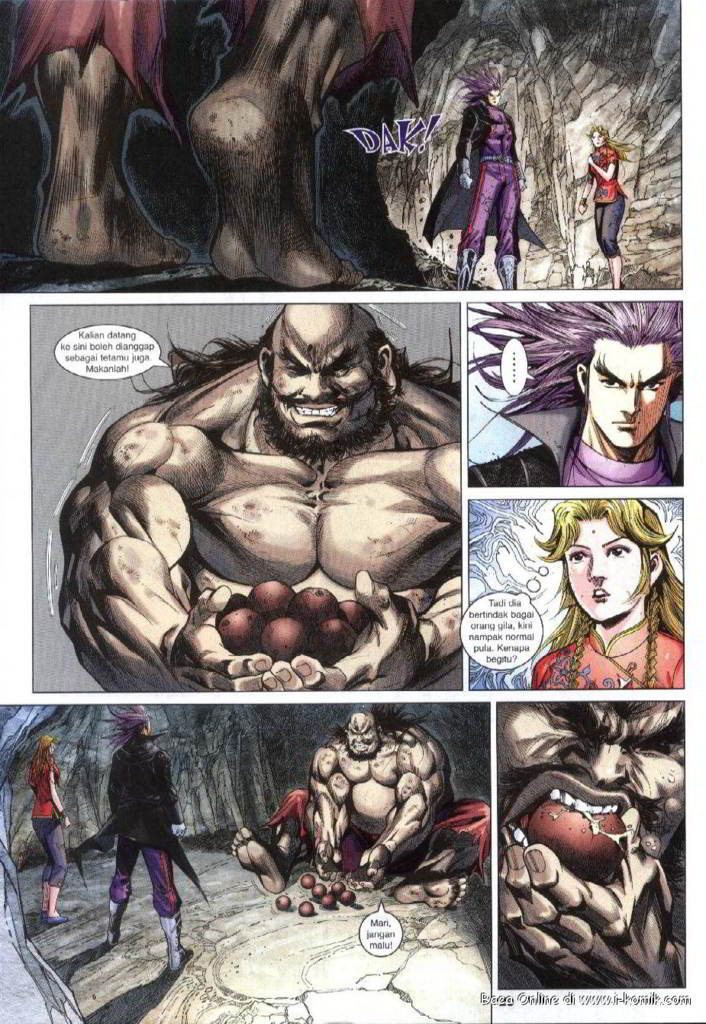 DAK!
Kalian datang
ke sini boleh dianggap
sebagai tetamu juga.
Makanlah!
......
Tadi dia
bertindak bagai
orang gila, kini
nampak normal
pula. Kenapa
begitu?
Mari,
jangan
malu!
Baca Online di www.i-komik.com